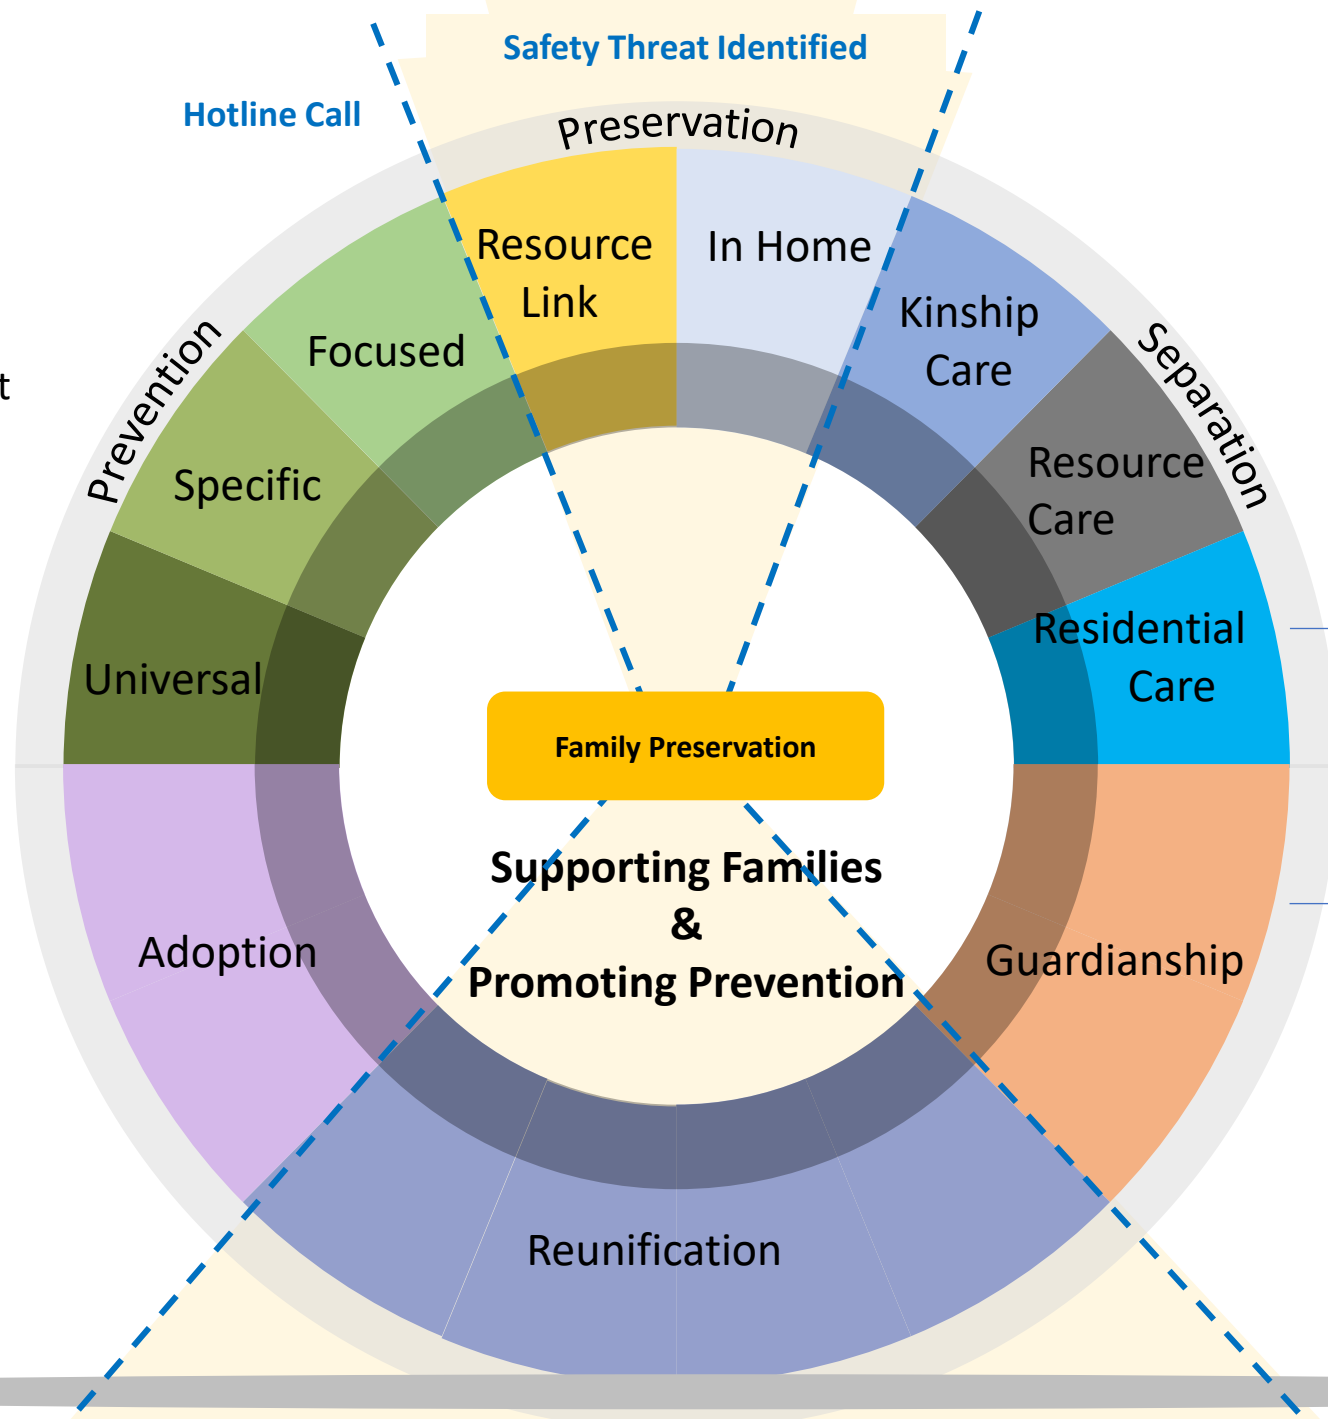 Safety Threat Identified
Hotline Call
Preservation
Resource
Link
In Home
Kinship
Care
Focused
Prevention
Separation
t
Specific
Resource
Care
Universal
Residential
Care
Family Preservation
Supporting Families
&
Promoting Prevention
Adoption
Guardianship
Reunification